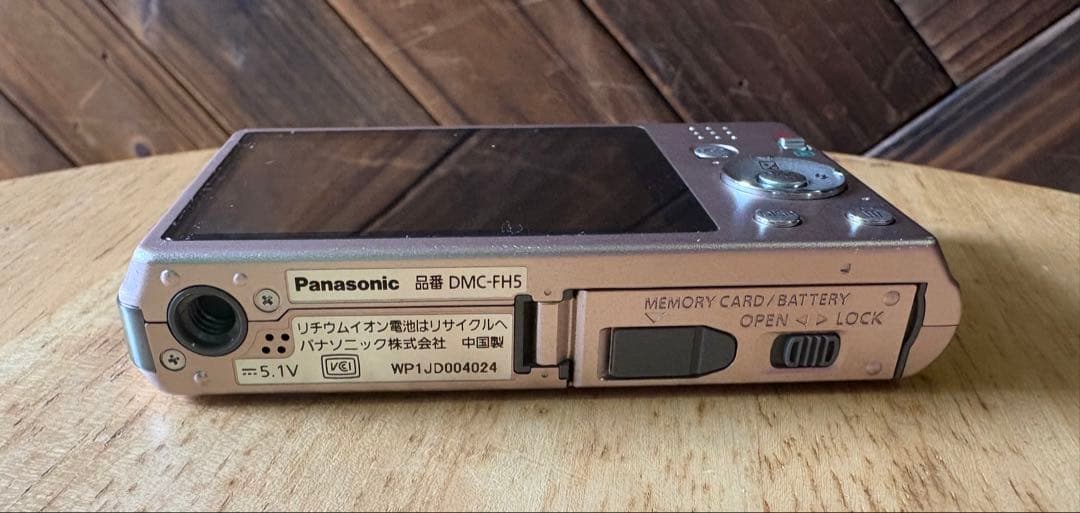 Panasonic 品番 DMC-FH5
リチウムイオン電池はリサイクルへ
パナソニック株式会社 中国製
5.1V VCI WP1JD004024
MEMORY CARD/BATTERY
OPEN ◁ ▷ LOCK